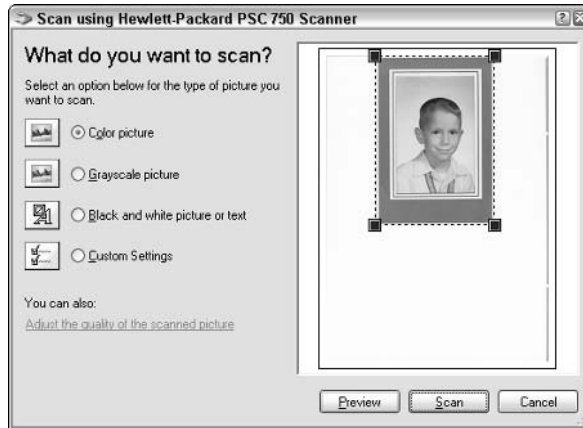 Scan using Hewlett-Packard PSC 750 Scanner
What do you want to scan?
Select an option below for the type of picture you
want to scan.
Color picture
Grayscale picture
Black and white picture or text
Custom Settings
You can also:
Adjust the quality of the scanned picture
Preview
Scan
Cancel